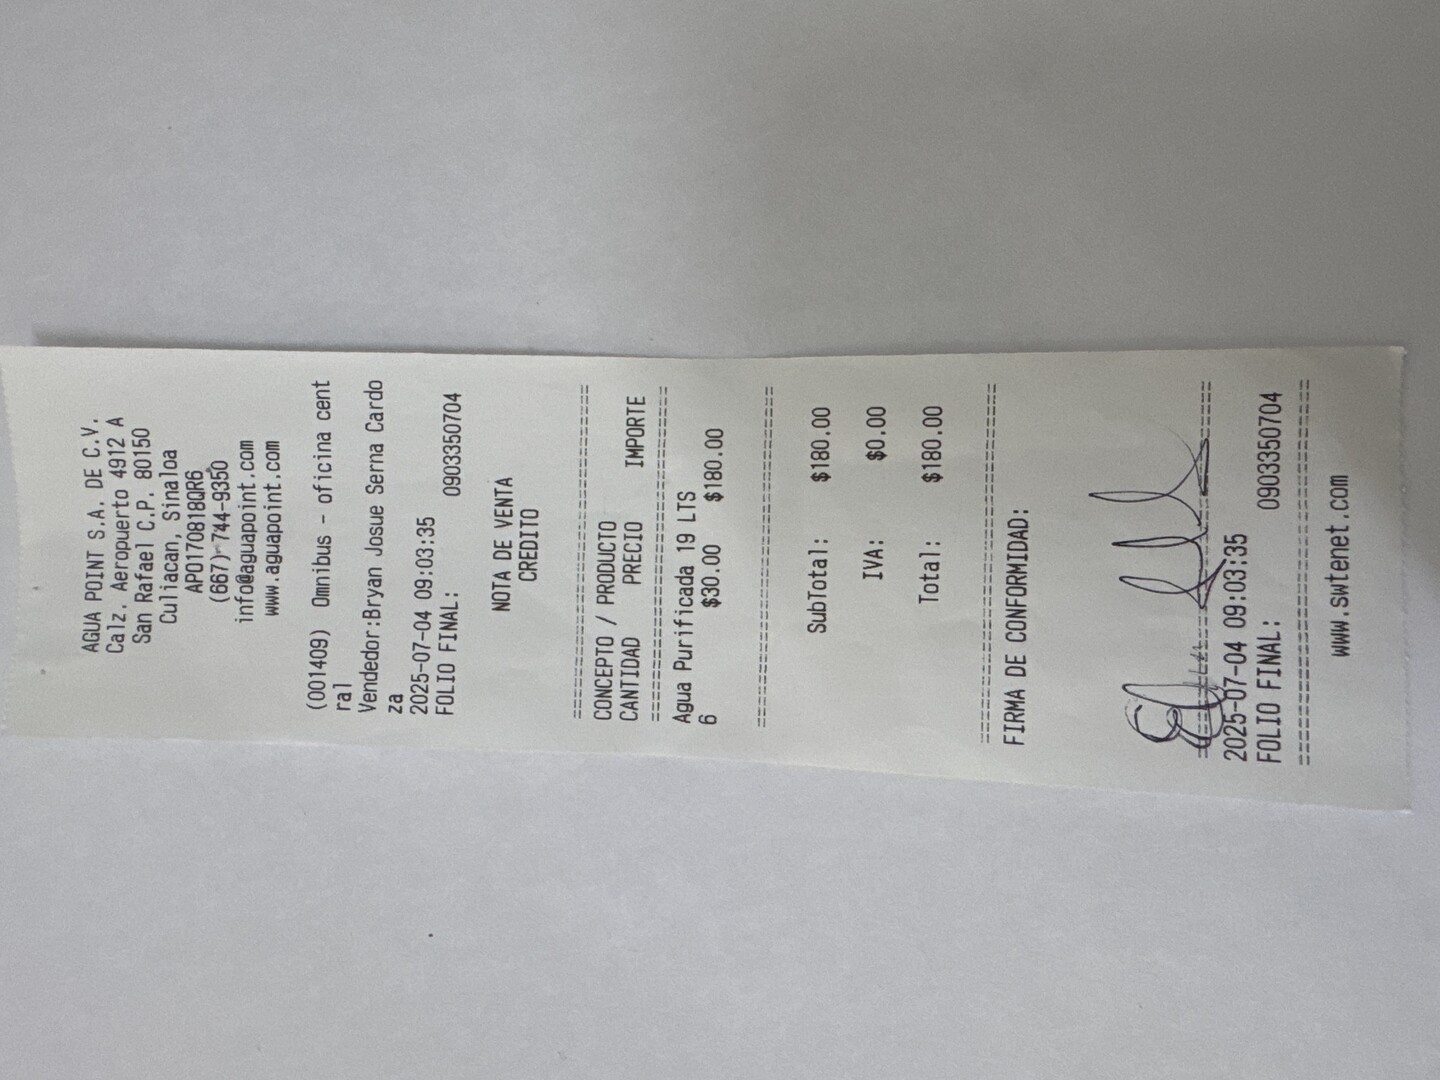 AGUA POINT S.A. DE C.V.
Calz. Aeropuerto 4912 A
San Rafael C.P. 80150
Culiacan, Sinaloa
APO170818QR6
(667)-744-9350
info@aguapoint.com
www.aguapoint.com
(001409) Omnibus - oficina cent
ral
Vendedor:Bryan Josue Serna Cardo
za
2025-07-04 09:03:35
FOLIO FINAL: 0903350704
NOTA DE VENTA
CREDITO
================================
CONCEPTO / PRODUCTO
CANTIDAD PRECIO IMPORTE
================================
Agua Purificada 19 LTS
6 $30.00 $180.00
================================
SubTotal: $180.00
IVA: $0.00
Total: $180.00
================================
FIRMA DE CONFORMIDAD:
================================
2025-07-04 09:03:35
FOLIO FINAL: 0903350704
================================
www.swtenet.com